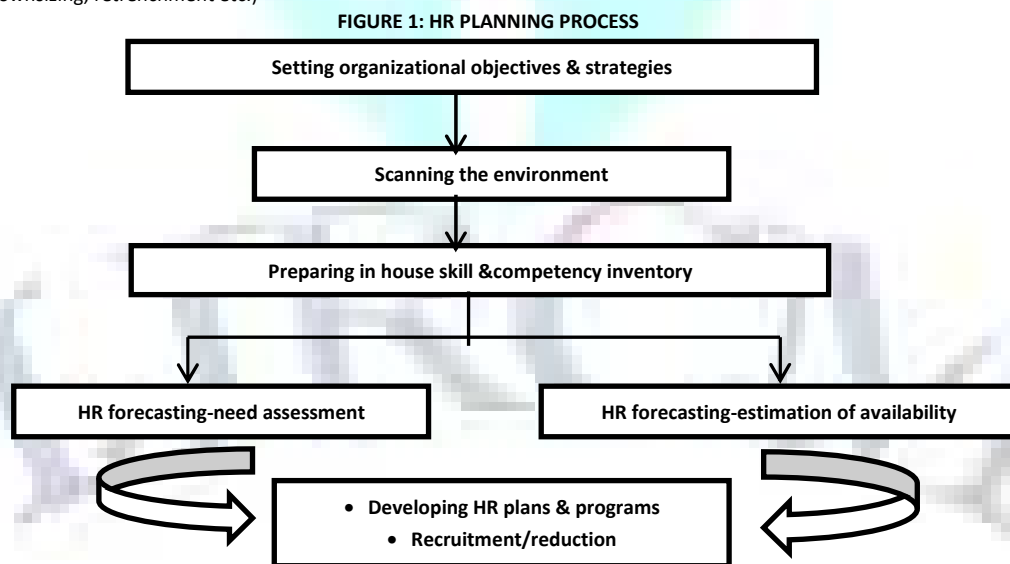 FIGURE 1: HR PLANNING PROCESS
Setting organizational objectives & strategies
Scanning the environment
Preparing in house skill &competency inventory
HR forecasting-need assessment
HR forecasting-estimation of availability
• Developing HR plans & programs
• Recruitment/reduction